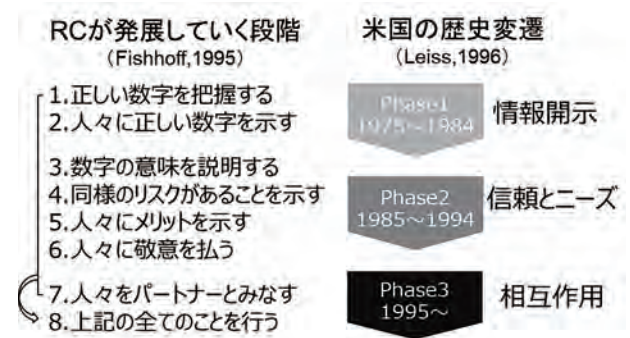 RCが発展していく段階
(Fishhoff,1995)
1.正しい数字を把握する
2.人々に正しい数字を示す
3.数字の意味を説明する
4.同様のリスクがあることを示す
5.人々にメリットを示す
6.人々に敬意を払う
7.人々をパートナーとみなす
8.上記の全てのことを行う
米国の歴史変遷
(Leiss,1996)
Phase1
1975~1984
情報開示
Phase2
1985~1994
信頼とニーズ
Phase3
1995~
相互作用